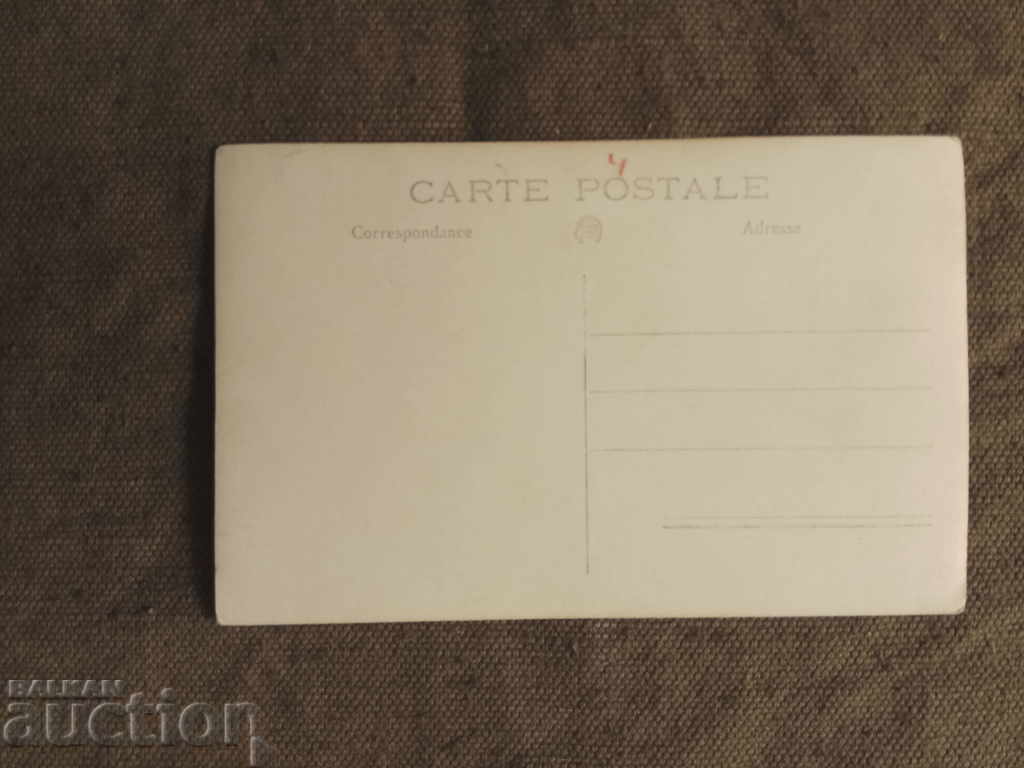 4
CARTE POSTALE
Correspondance Adresse
BALKAN
auction